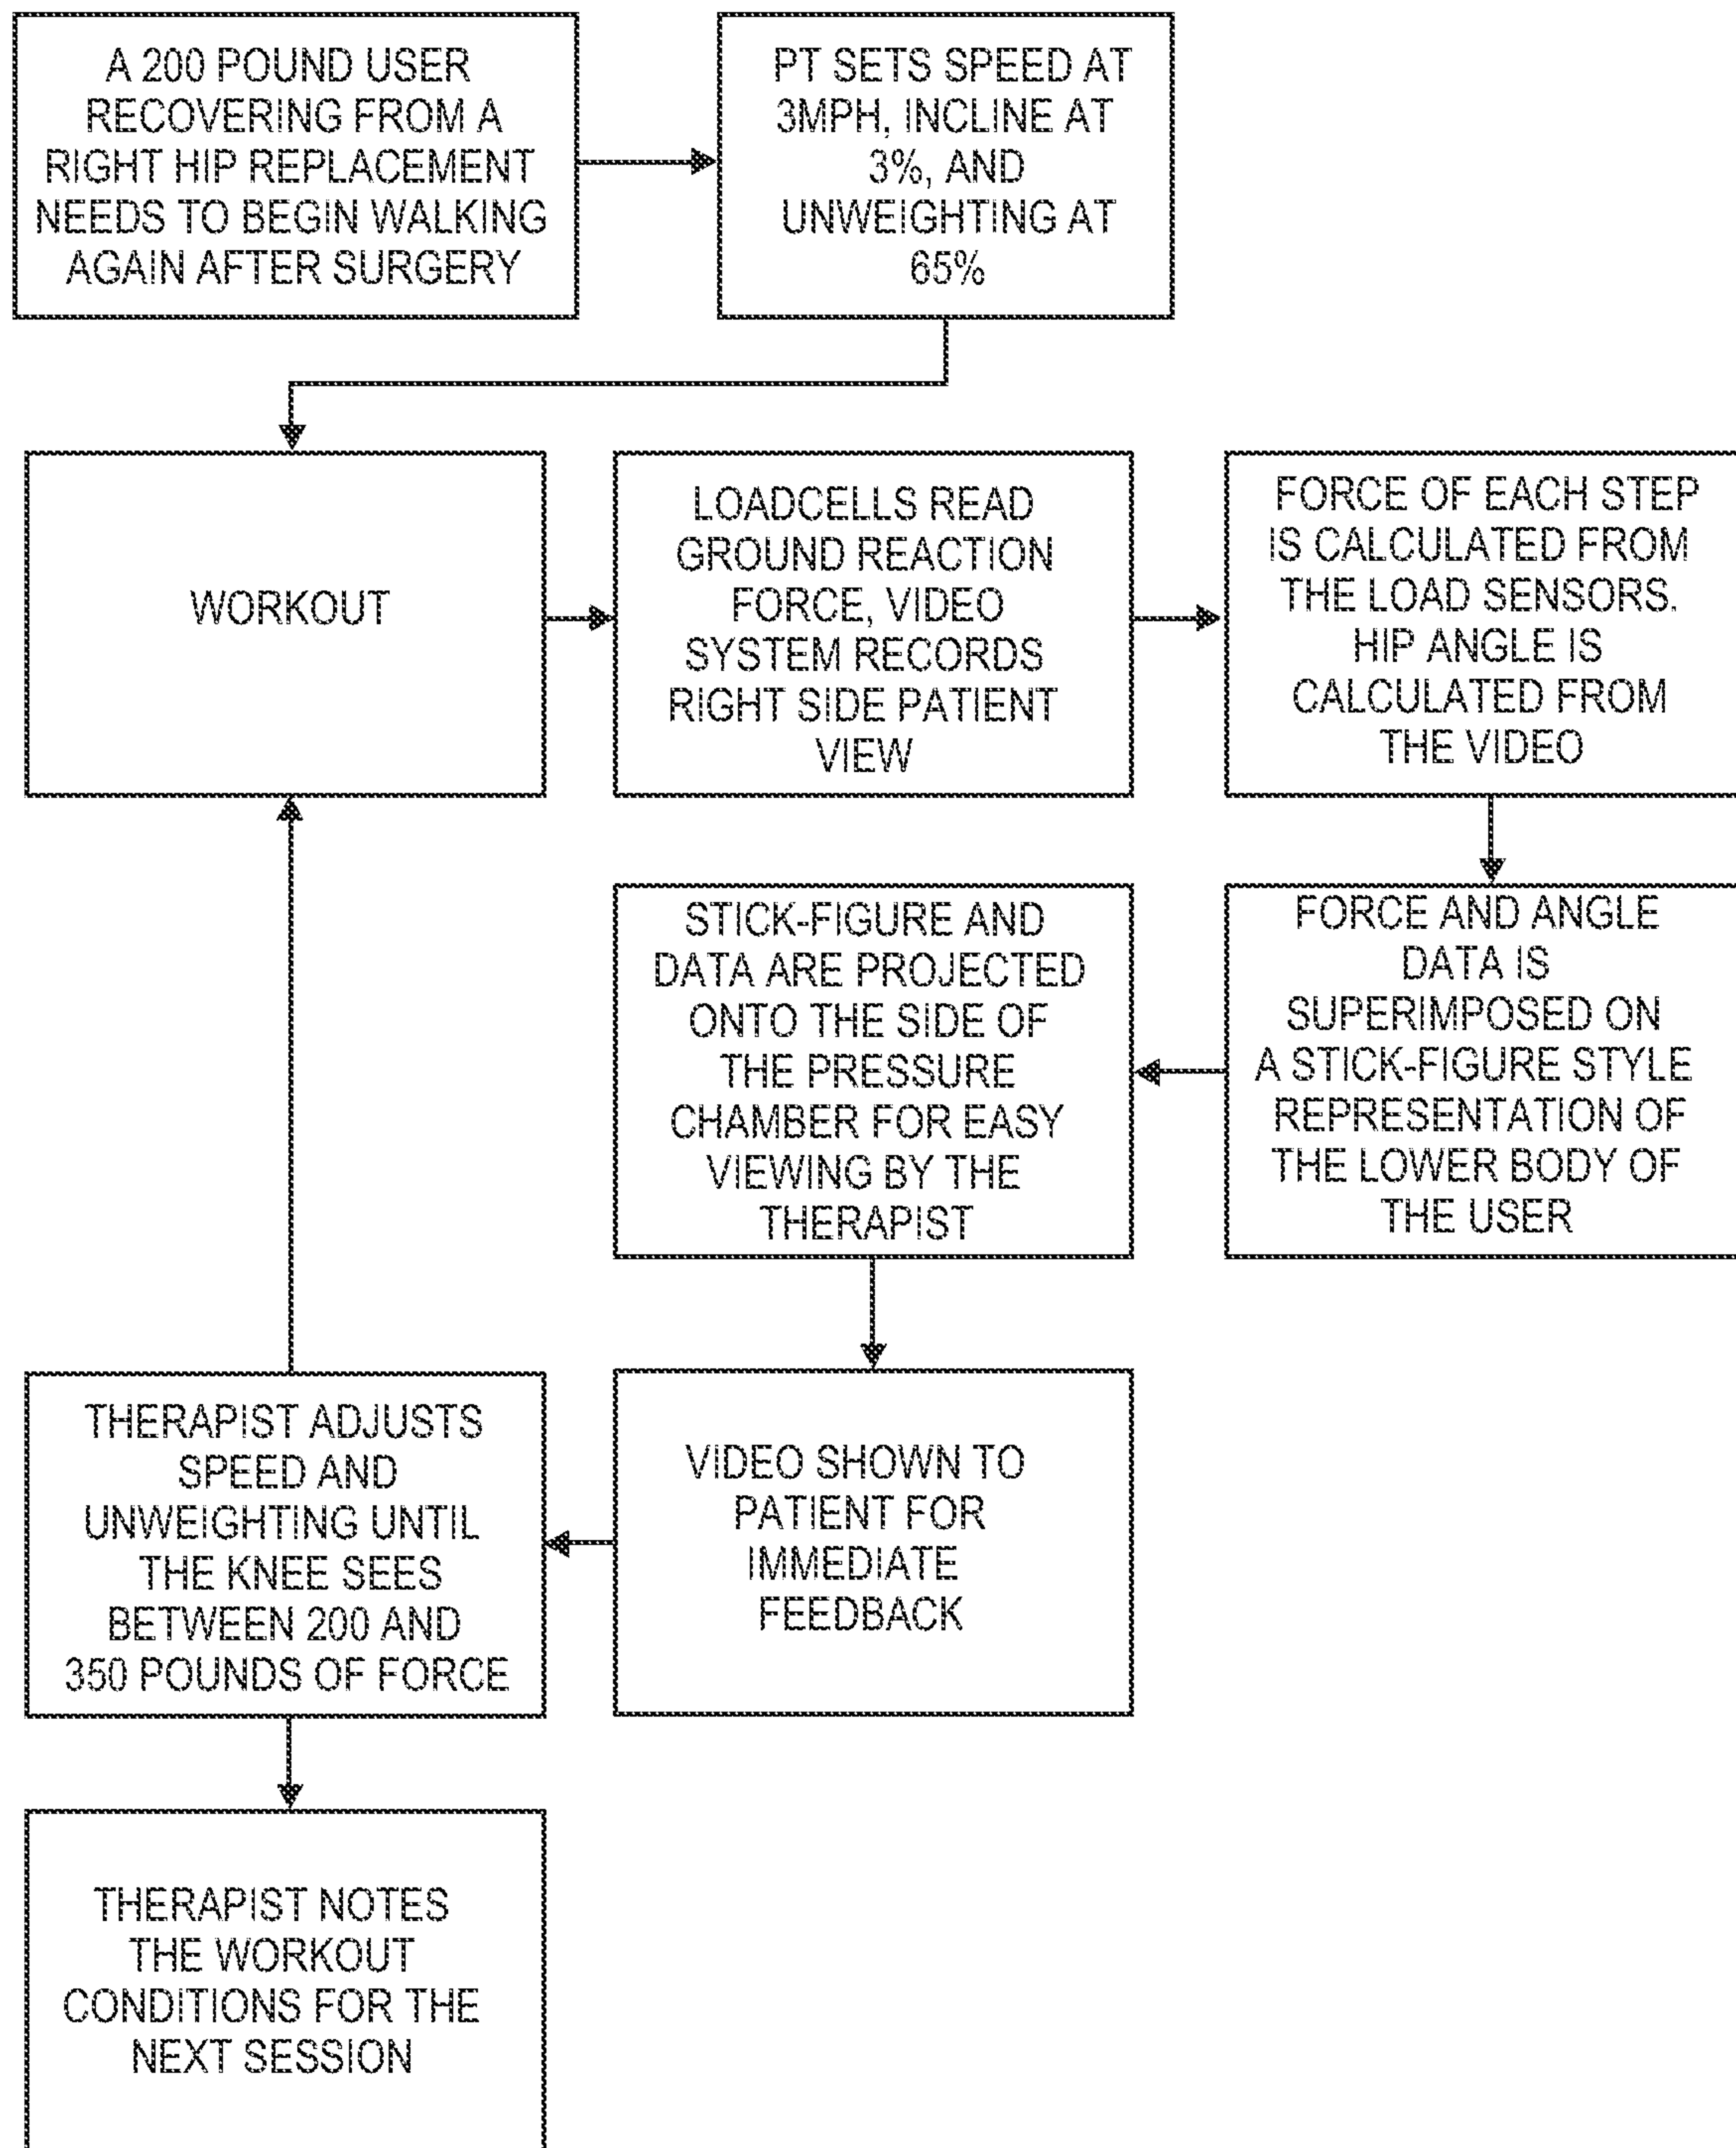 A 200 POUND USER
RECOVERING FROM A
RIGHT HIP REPLACEMENT
NEEDS TO BEGIN WALKING
AGAIN AFTER SURGERY
PT SETS SPEED AT
3MPH, INCLINE AT
3%, AND
UNWEIGHTING AT
65%
WORKOUT
LOADCELLS READ
GROUND REACTION
FORCE, VIDEO
SYSTEM RECORDS
RIGHT SIDE PATIENT
VIEW
FORCE OF EACH STEP
IS CALCULATED FROM
THE LOAD SENSORS.
HIP ANGLE IS
CALCULATED FROM
THE VIDEO
FORCE AND ANGLE
DATA IS
SUPERIMPOSED ON
A STICK-FIGURE STYLE
REPRESENTATION OF
THE LOWER BODY OF
THE USER
STICK-FIGURE AND
DATA ARE PROJECTED
ONTO THE SIDE OF
THE PRESSURE
CHAMBER FOR EASY
VIEWING BY THE
THERAPIST
VIDEO SHOWN TO
PATIENT FOR
IMMEDIATE
FEEDBACK
THERAPIST ADJUSTS
SPEED AND
UNWEIGHTING UNTIL
THE KNEE SEES
BETWEEN 200 AND
350 POUNDS OF FORCE
THERAPIST NOTES
THE WORKOUT
CONDITIONS FOR THE
NEXT SESSION